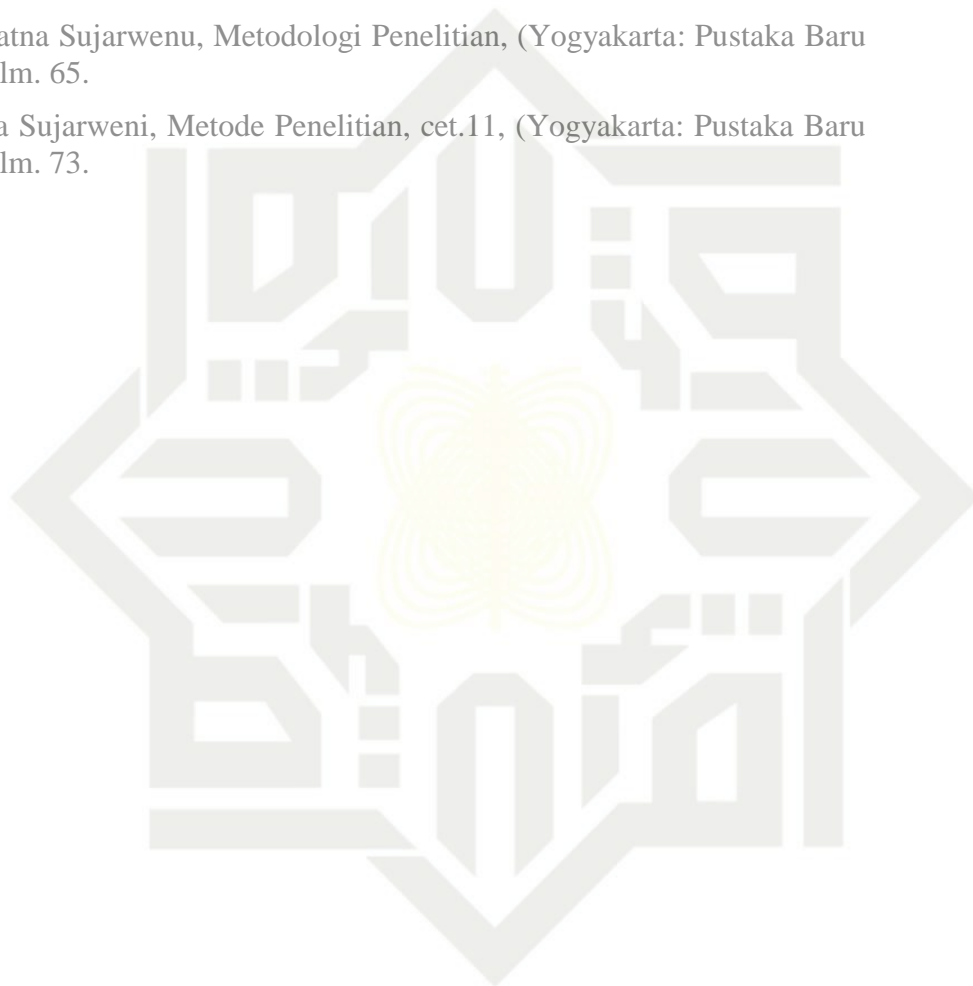 atna Sujarwenu, Metodologi Penelitian, (Yogyakarta: Pustaka Baru
lm. 65.
a Sujarweni, Metode Penelitian, cet.11, (Yogyakarta: Pustaka Baru
lm. 73.